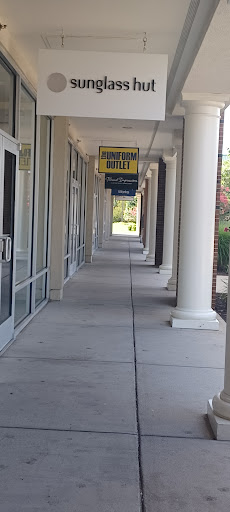 sunglass hut
THE UNIFORM
OUTLET